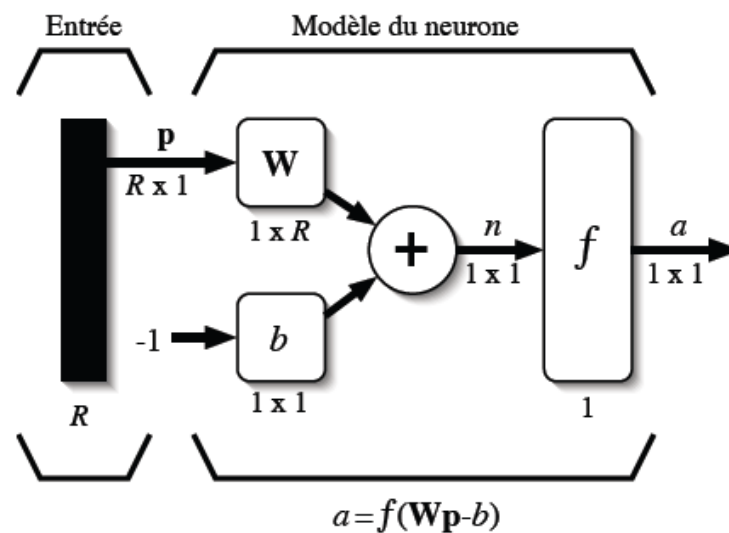 Entrée
Modèle du neurone
p
R x 1
W
1 x R
-1
b
1 x 1
+
n
1 x 1
f
a
1 x 1
R
1
a=f(Wp-b)